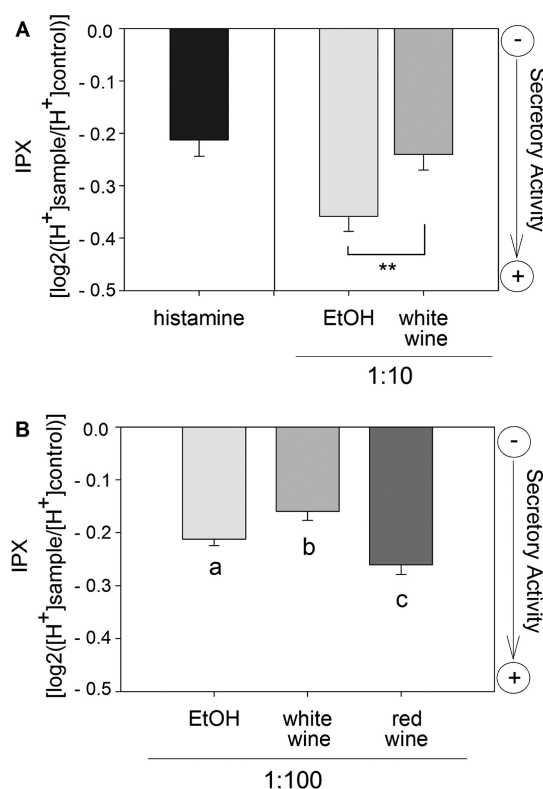 A
IPX
[log2([H+]sample/[H+]control)]
0.0
- 0.1
- 0.2
- 0.3
- 0.4
- 0.5
**
histamine
EtOH
white
wine
1:10
-
Secretory Activity
+
B
IPX
[log2([H+]sample/[H+]control)]
0.0
- 0.1
- 0.2
- 0.3
- 0.4
- 0.5
a
b
c
EtOH
white
wine
red
wine
1:100
-
Secretory Activity
+